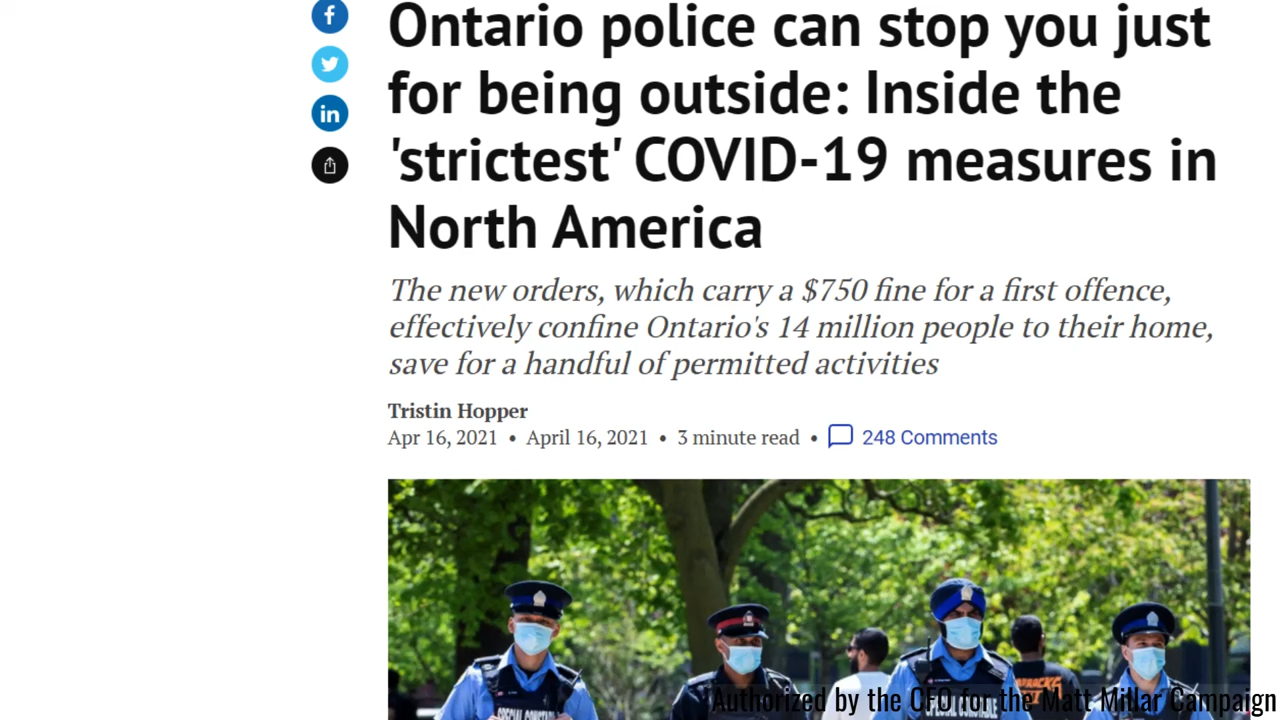 Ontario police can stop you just
for being outside: Inside the
'strictest' COVID-19 measures in
North America
The new orders, which carry a $750 fine for a first offence,
effectively confine Ontario's 14 million people to their home,
save for a handful of permitted activities
Tristin Hopper
Apr 16, 2021 • April 16, 2021 • 3 minute read • 248 Comments
SPECIAL CONSTABLE
Authorized by the CFO for the Matt Millar Campaign